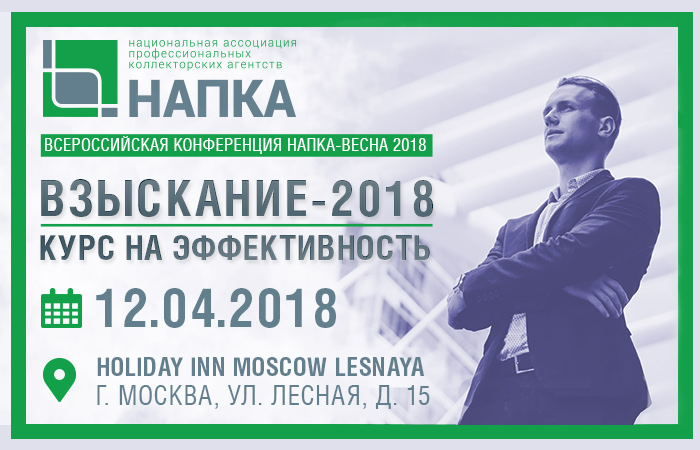 национальная ассоциация
профессиональных
коллекторских агентств
НАПКА
ВСЕРОССИЙСКАЯ КОНФЕРЕНЦИЯ НАПКА-ВЕСНА 2018
ВЗЫСКАНИЕ-2018
КУРС НА ЭФФЕКТИВНОСТЬ
12.04.2018
HOLIDAY INN MOSCOW LESNAYA
Г. МОСКВА, УЛ. ЛЕСНАЯ, Д. 15